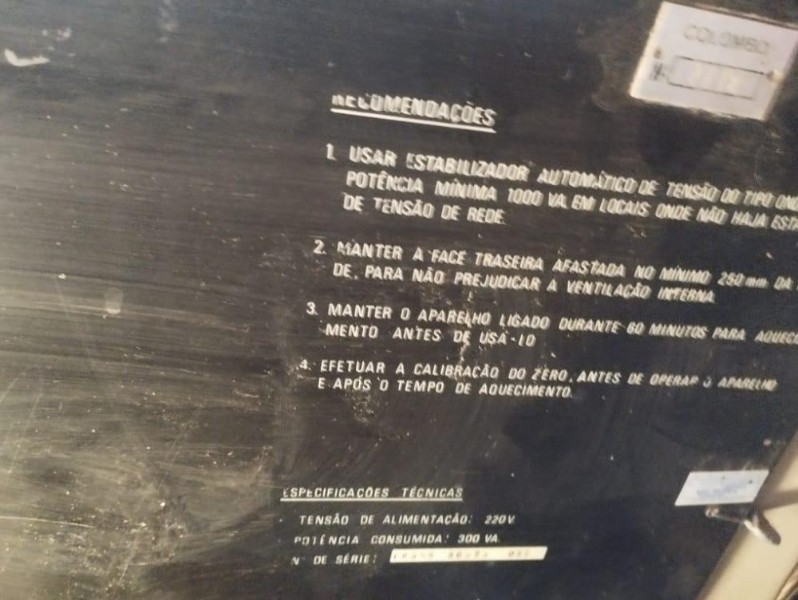 COLOMBO
RECOMENDAÇÕES
1. USAR ESTABILIZADOR AUTOMÁTICO DE TENSÃO DO TIPO
POTÊNCIA MÍNIMA 1000 VA, EM LOCAIS ONDE NÃO HAJA
DE TENSÃO DE REDE.
2. MANTER A FACE TRASEIRA AFASTADA NO MÍNIMO 250 mm DA
DE, PARA NÃO PREJUDICAR A VENTILAÇÃO INTERNA.
3. MANTER O APARELHO LIGADO DURANTE 60 MINUTOS PARA AQUECI
MENTO ANTES DE USÁ-LO
4. EFETUAR A CALIBRAÇÃO DO ZERO, ANTES DE OPERAR O APARELHO
E APÓS O TEMPO DE AQUECIMENTO.
ESPECIFICAÇÕES TÉCNICAS
TENSÃO DE ALIMENTAÇÃO: 220V.
POTÊNCIA CONSUMIDA: 300 VA.
Nº DE SÉRIE: